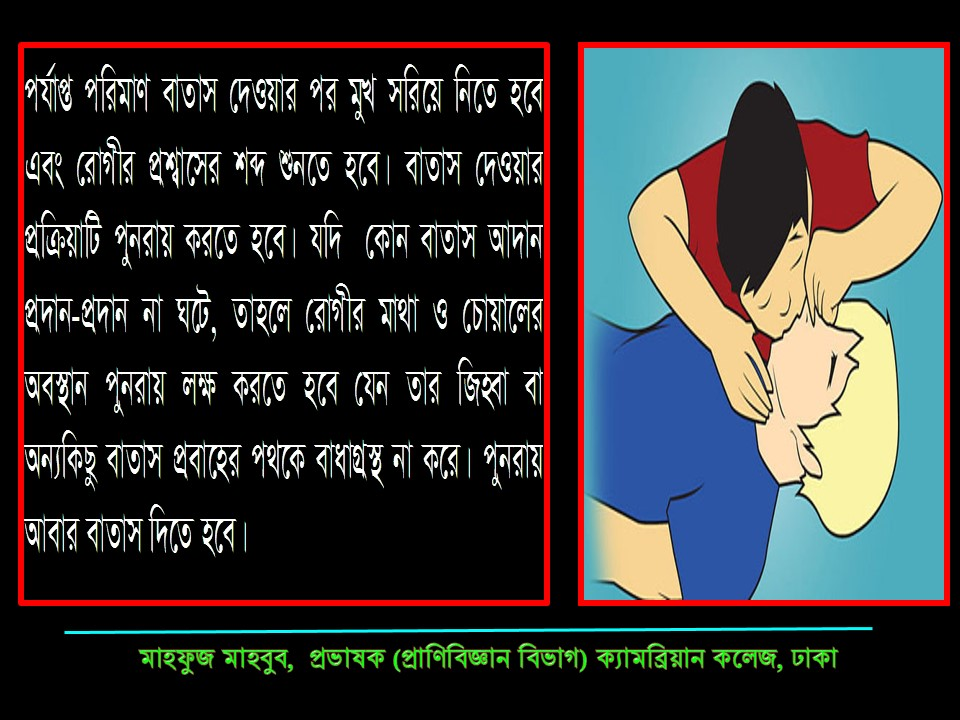 পর্যাপ্ত পরিমাণ বাতাস দেওয়ার পর মুখ সরিয়ে নিতে হবে
এবং রোগীর প্রশ্বাসের শব্দ শুনতে হবে। বাতাস দেওয়ার
প্রক্রিয়াটি পুনরায় করতে হবে। যদি কোন বাতাস আদান
প্রদান-প্রদান না ঘটে, তাহলে রোগীর মাথা ও চোয়ালের
অবস্থান পুনরায় লক্ষ করতে হবে যেন তার জিহ্বা বা
অন্যকিছু বাতাস প্রবাহের পথকে বাধাগ্রস্থ না করে। পুনরায়
আবার বাতাস দিতে হবে।
মাহফুজ মাহবুব, প্রভাষক (প্রাণিবিজ্ঞান বিভাগ) ক্যামব্রিয়ান কলেজ, ঢাকা